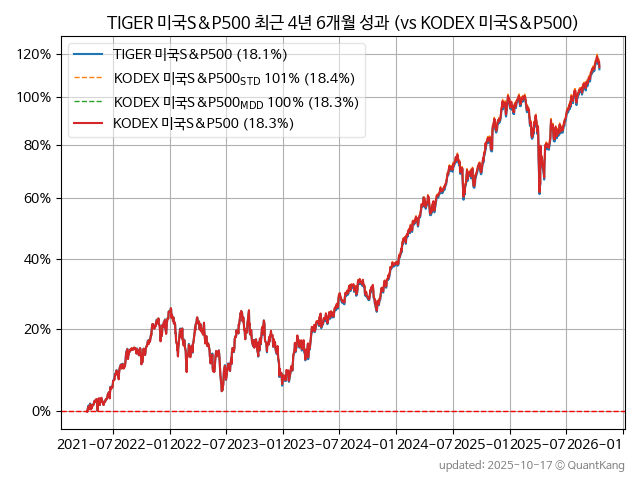 TIGER 미국S&P500 최근 4년 6개월 성과 (vs KODEX 미국S&P500)
TIGER 미국S&P500 (18.1%)
KODEX 미국S&P500STD 101% (18.4%)
KODEX 미국S&P500MDD 100% (18.3%)
KODEX 미국S&P500 (18.3%)
120%
100%
80%
60%
40%
20%
0%
2021-07 2022-01 2022-07 2023-01 2023-07 2024-01 2024-07 2025-01 2025-07 2026-01
updated: 2025-10-17 © QuantKang